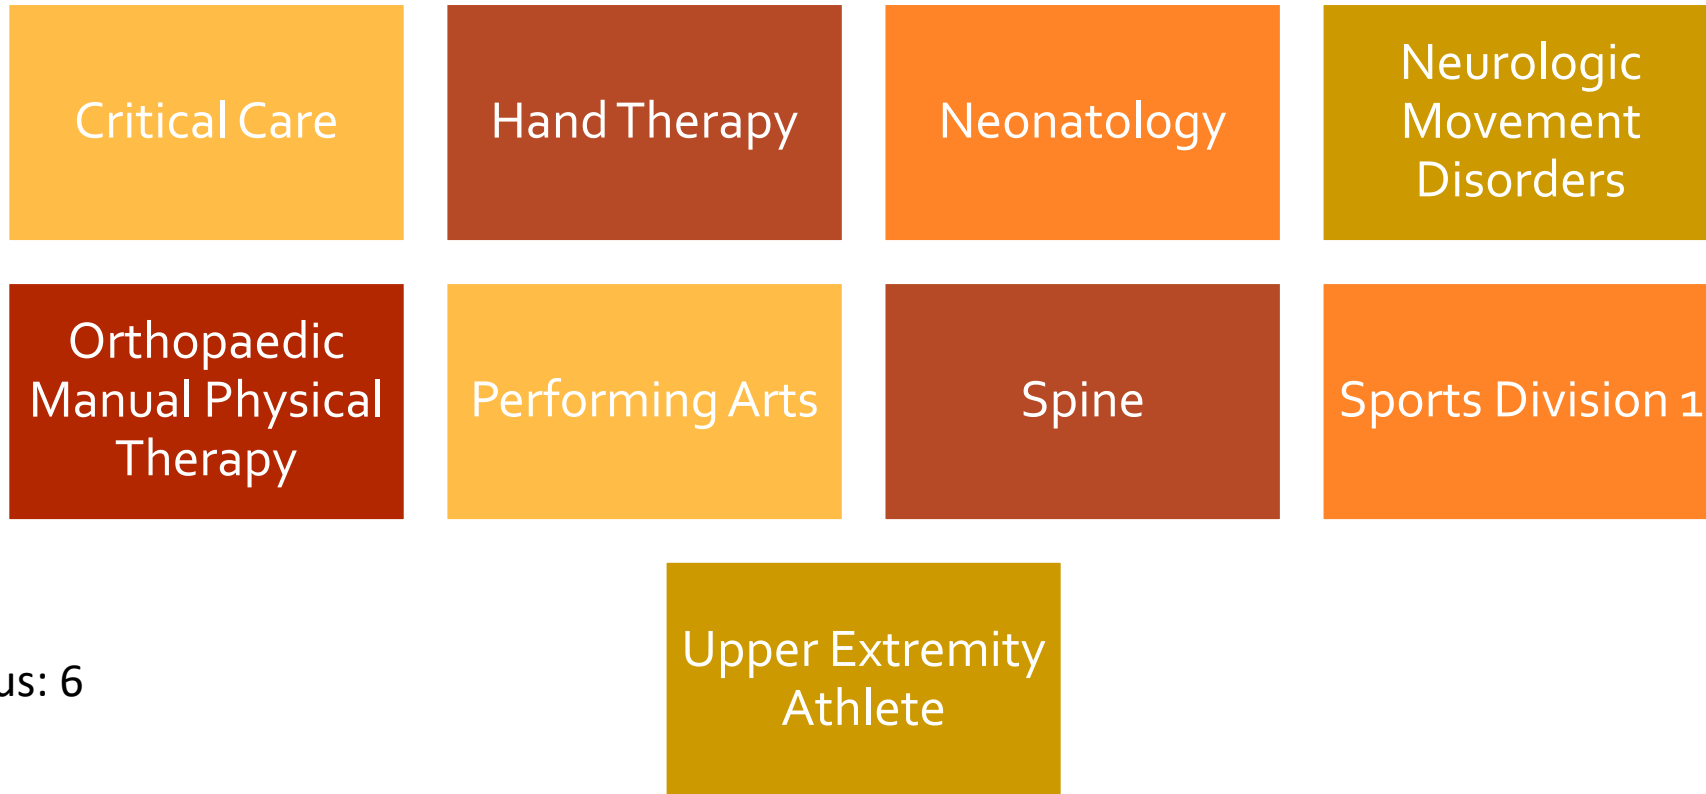 Critical Care
Hand Therapy
Neonatology
Neurologic
Movement
Disorders
Orthopaedic
Manual Physical
Therapy
Performing Arts
Spine
Sports Division 1
Upper Extremity
Athlete
us: 6